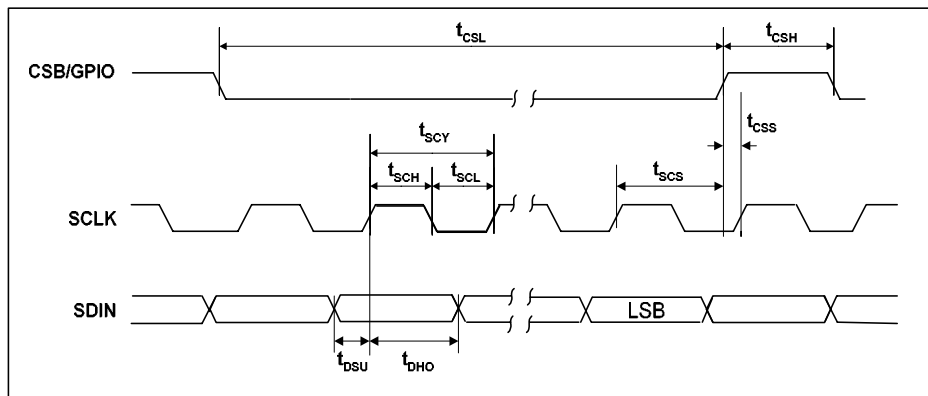 tCSL
tCSH
CSB/GPIO
tCSS
tSCY
tSCH
tSCL
tSCS
SCLK
SDIN
LSB
tDSU
tDHO